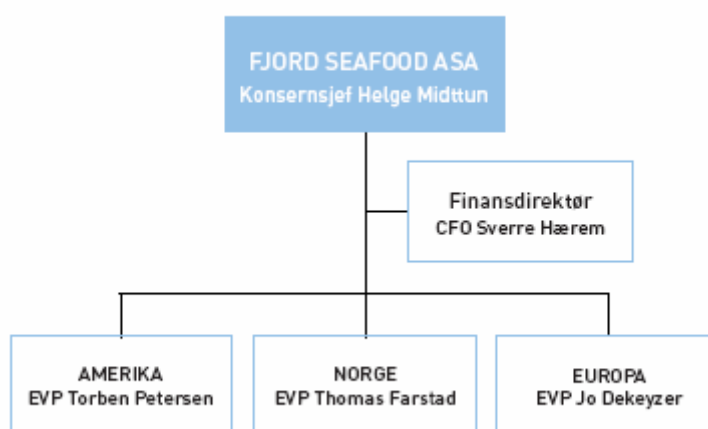 FJORD SEAFOOD ASA
Konsernsjef Helge Midttun
Finansdirektør
CFO Sverre Hærem
AMERIKA
EVP Torben Petersen
NORGE
EVP Thomas Farstad
EUROPA
EVP Jo Dekeyzer